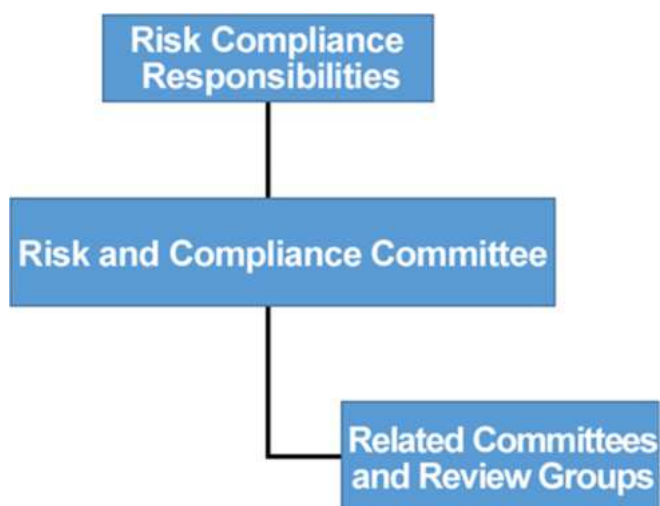 Risk Compliance
Responsibilities
Risk and Compliance Committee
Related Committees
and Review Groups